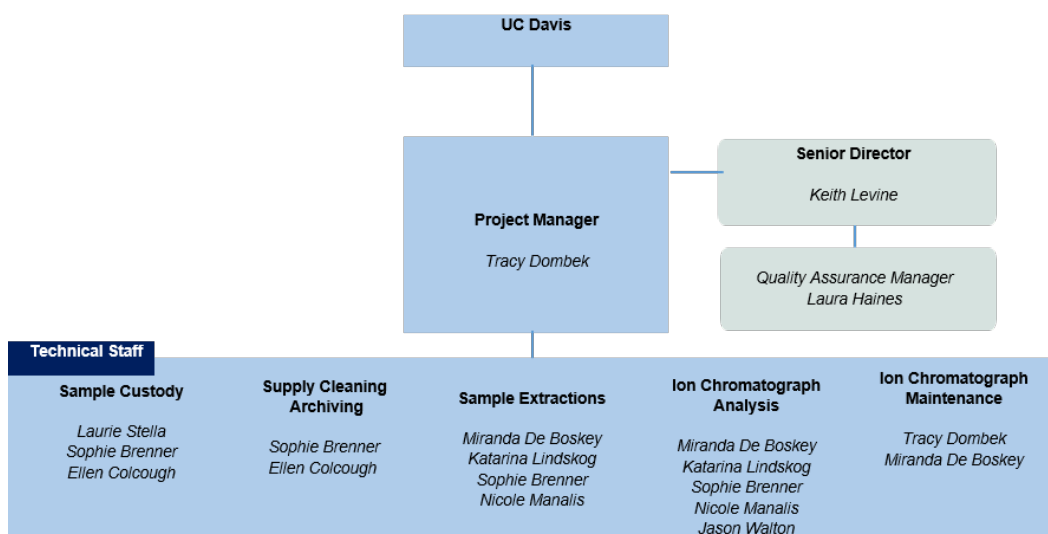 UC Davis
Project Manager
Tracy Dombek
Senior Director
Keith Levine
Quality Assurance Manager
Laura Haines
Technical Staff
Sample Custody
Laurie Stella
Sophie Brenner
Ellen Colcough
Supply Cleaning
Archiving
Sophie Brenner
Ellen Colcough
Sample Extractions
Miranda De Boskey
Katarina Lindskog
Sophie Brenner
Nicole Manalis
Ion Chromatograph
Analysis
Miranda De Boskey
Katarina Lindskog
Sophie Brenner
Nicole Manalis
Jason Walton
Ion Chromatograph
Maintenance
Tracy Dombek
Miranda De Boskey